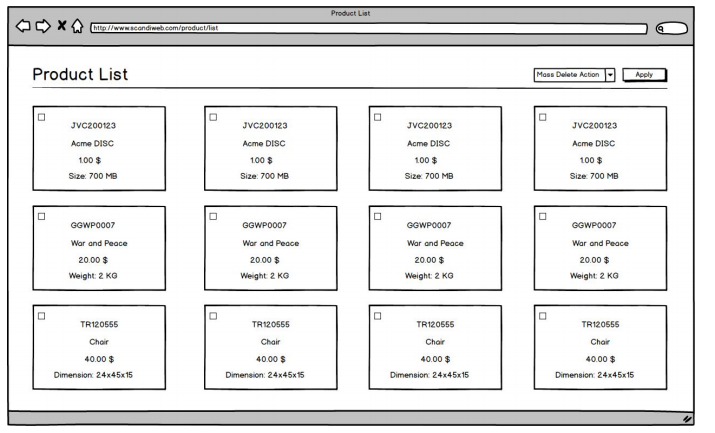 Product List
http://www.scandiweb.com/product/list
Product List
Mass Delete Action
Apply
JVC200123 JVC200123 JVC200123 JVC200123
Acme DISC Acme DISC Acme DISC Acme DISC
1.00 $ 1.00 $ 1.00 $ 1.00 $
Size: 700 MB Size: 700 MB Size: 700 MB Size: 700 MB
GGWP0007 GGWP0007 GGWP0007 GGWP0007
War and Peace War and Peace War and Peace War and Peace
20.00 $ 20.00 $ 20.00 $ 20.00 $
Weight: 2 KG Weight: 2 KG Weight: 2 KG Weight: 2 KG
TR120555 TR120555 TR120555 TR120555
Chair Chair Chair Chair
40.00 $ 40.00 $ 40.00 $ 40.00 $
Dimension: 24x45x15 Dimension: 24x45x15 Dimension: 24x45x15 Dimension: 24x45x15